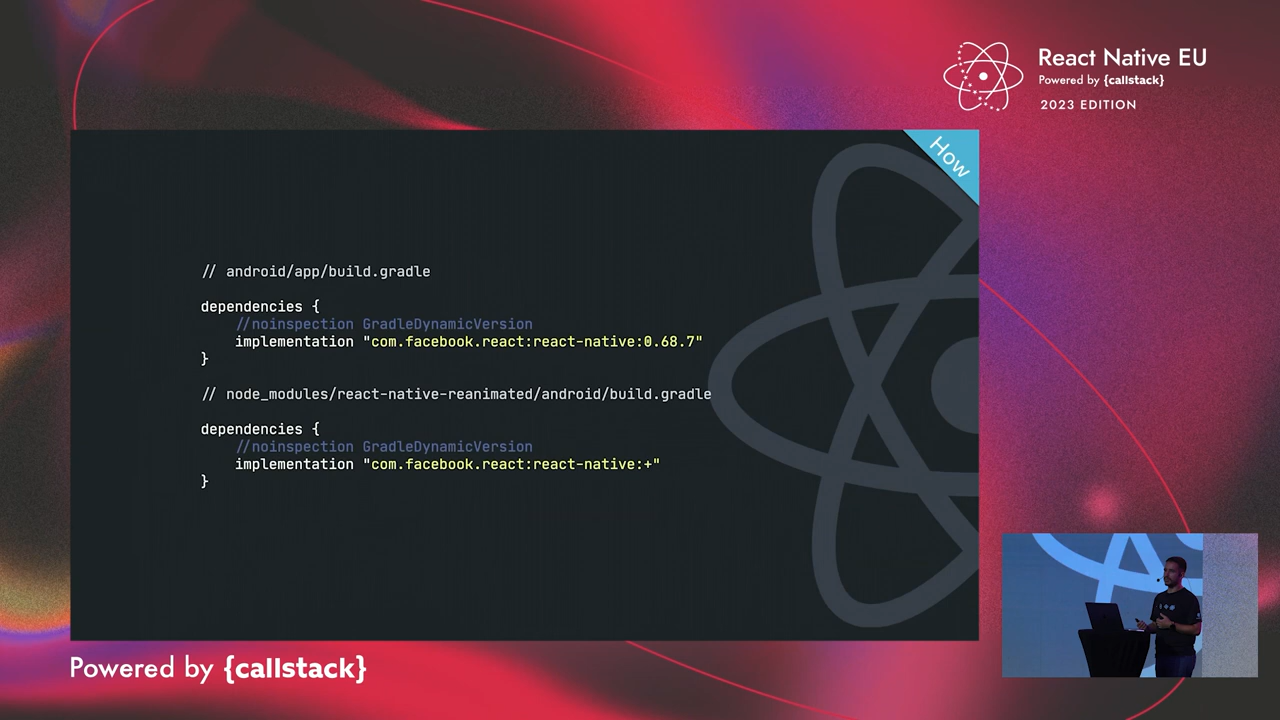 React Native EU
Powered by {callstack}
2023 EDITION
How
// android/app/build.gradle
dependencies {
//noinspection GradleDynamicVersion
implementation "com.facebook.react:react-native:0.68.7"
}
// node_modules/react-native-reanimated/android/build.gradle
dependencies {
//noinspection GradleDynamicVersion
implementation "com.facebook.react:react-native:+"
}
Powered by {callstack}